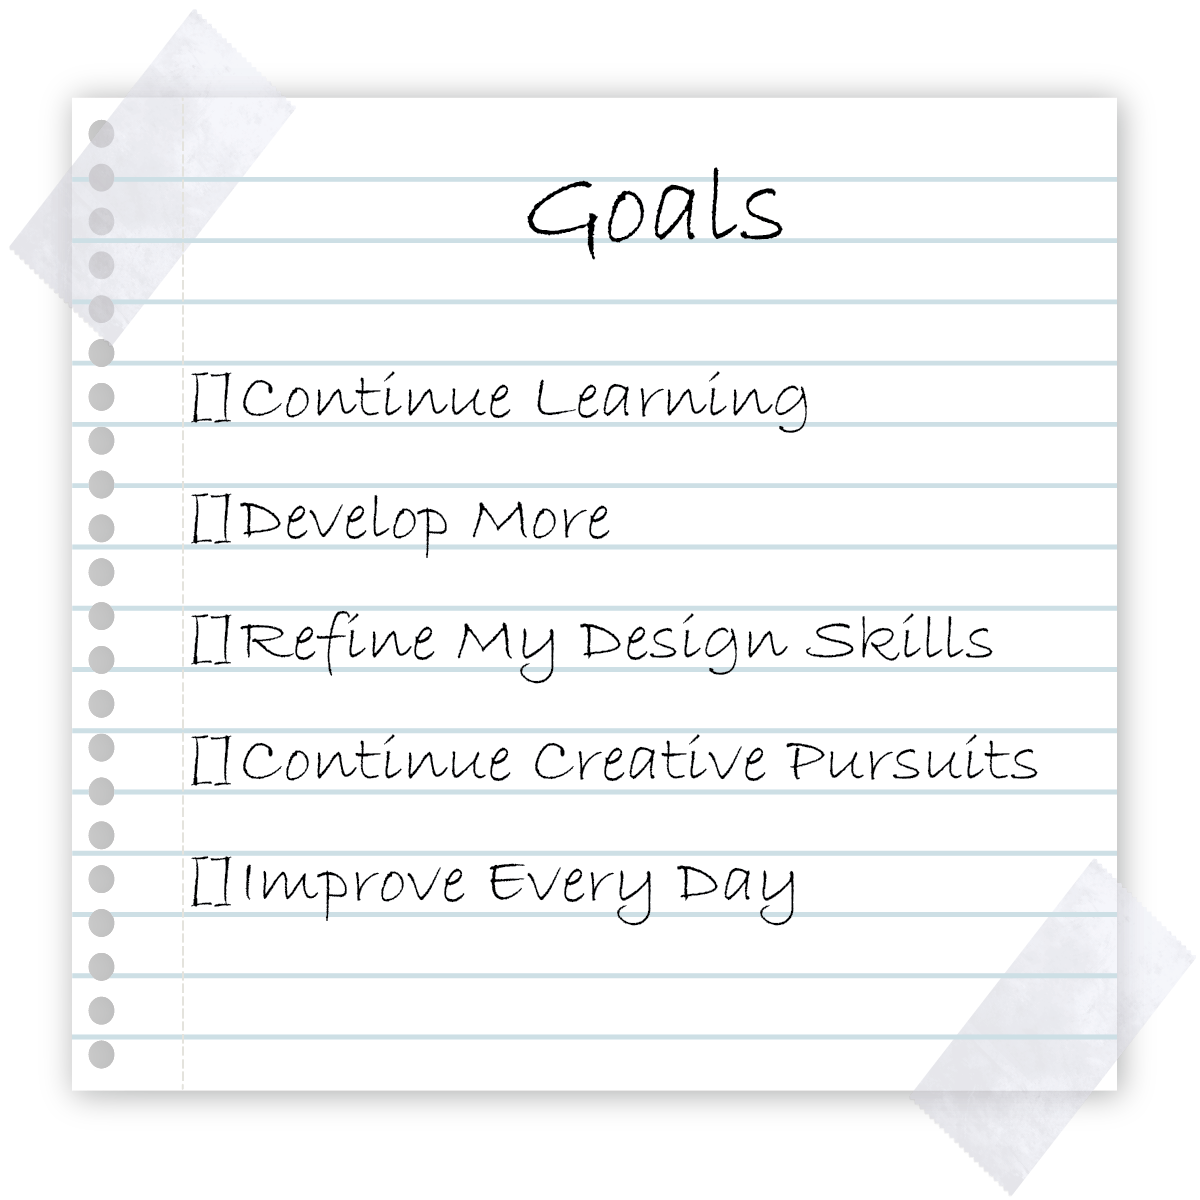 Goals
[]Continue Learning
[]Develop More
[]Refine My Design Skills
[]Continue Creative Pursuits
[]Improve Every Day